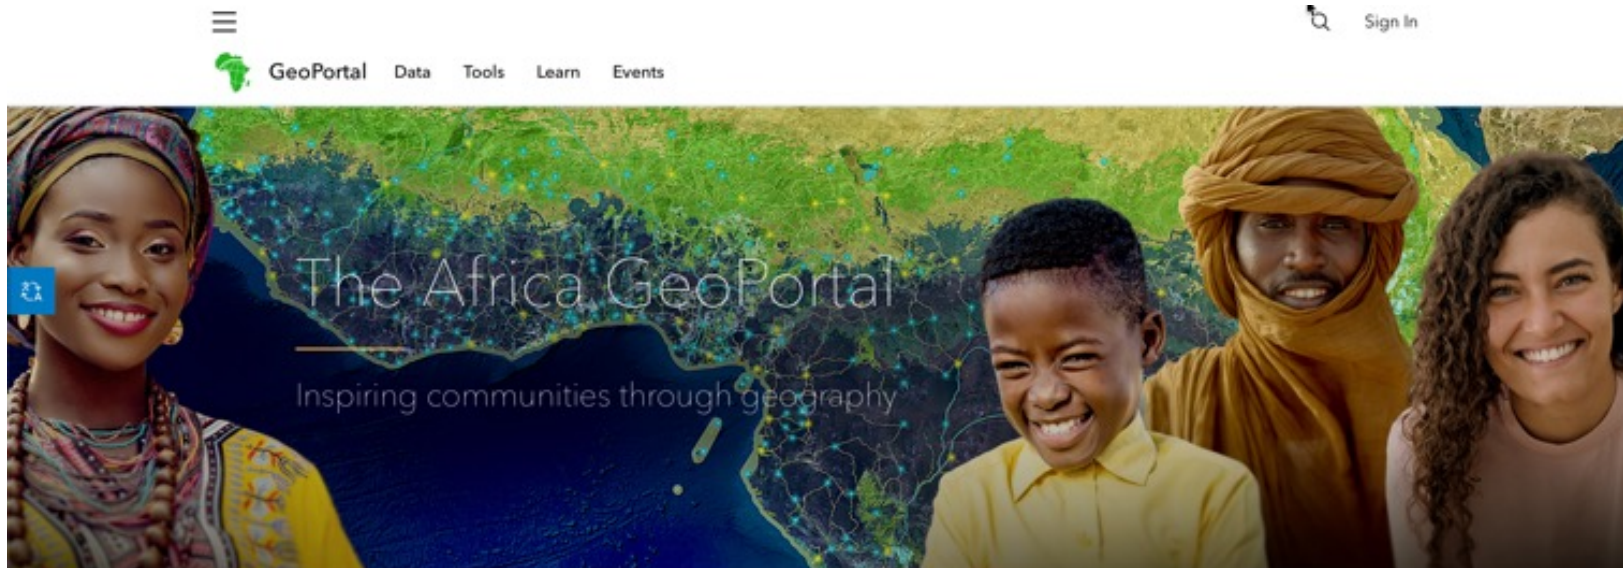 Sign In
GeoPortal Data Tools Learn Events
The Africa GeoPortal
Inspiring communities through geography